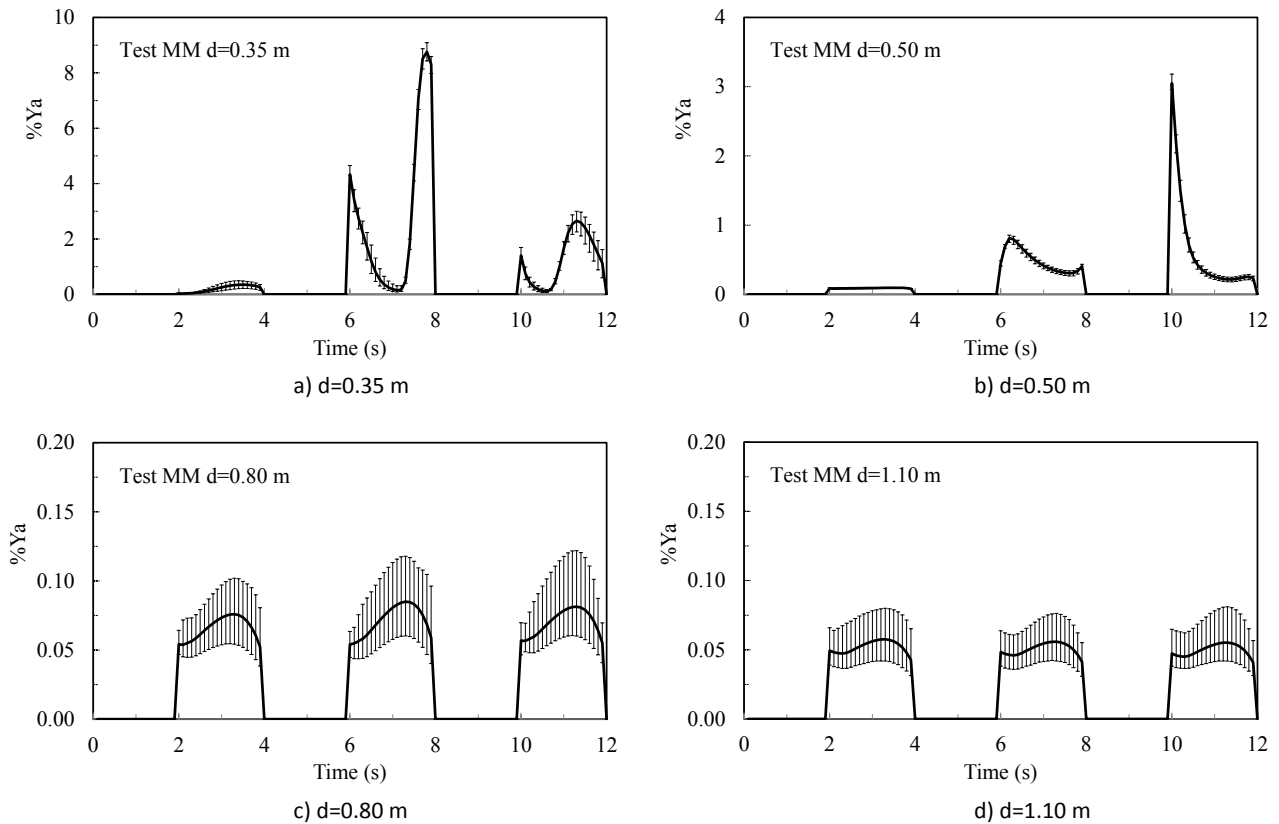 Test MM d=0.35 m
%Ya
10
8
6
4
2
0
0 2 4 6 8 10 12
Time (s)
a) d=0.35 m
Test MM d=0.50 m
%Ya
4
3
2
1
0
0 2 4 6 8 10 12
Time (s)
b) d=0.50 m
Test MM d=0.80 m
%Ya
0.20
0.15
0.10
0.05
0.00
0 2 4 6 8 10 12
Time (s)
c) d=0.80 m
Test MM d=1.10 m
%Ya
0.20
0.15
0.10
0.05
0.00
0 2 4 6 8 10 12
Time (s)
d) d=1.10 m